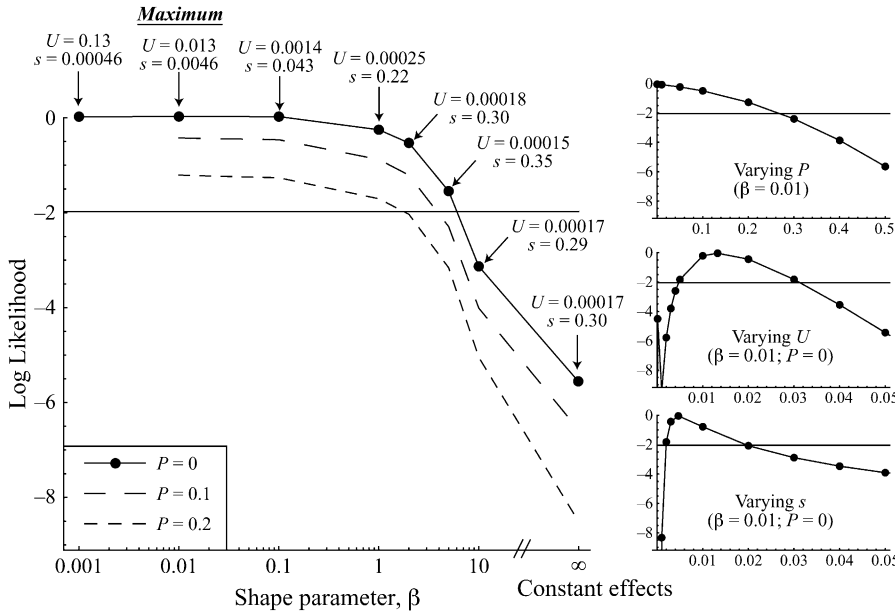 Maximum
U = 0.13
s = 0.00046
U = 0.013
s = 0.0046
U = 0.0014
s = 0.043
U = 0.00025
s = 0.22
U = 0.00018
s = 0.30
U = 0.00015
s = 0.35
U = 0.00017
s = 0.29
U = 0.00017
s = 0.30
Log Likelihood
0
−2
−4
−6
−8
P = 0
P = 0.1
P = 0.2
0.001
0.01
0.1
1
10
∞
Shape parameter, β
Constant effects
0
−2
−4
−6
−8
Varying P
(β = 0.01)
0.1
0.2
0.3
0.4
0.5
0
−2
−4
−6
−8
Varying U
(β = 0.01; P = 0)
0.01
0.02
0.03
0.04
0.05
0
−2
−4
−6
−8
Varying s
(β = 0.01; P = 0)
0.01
0.02
0.03
0.04
0.05